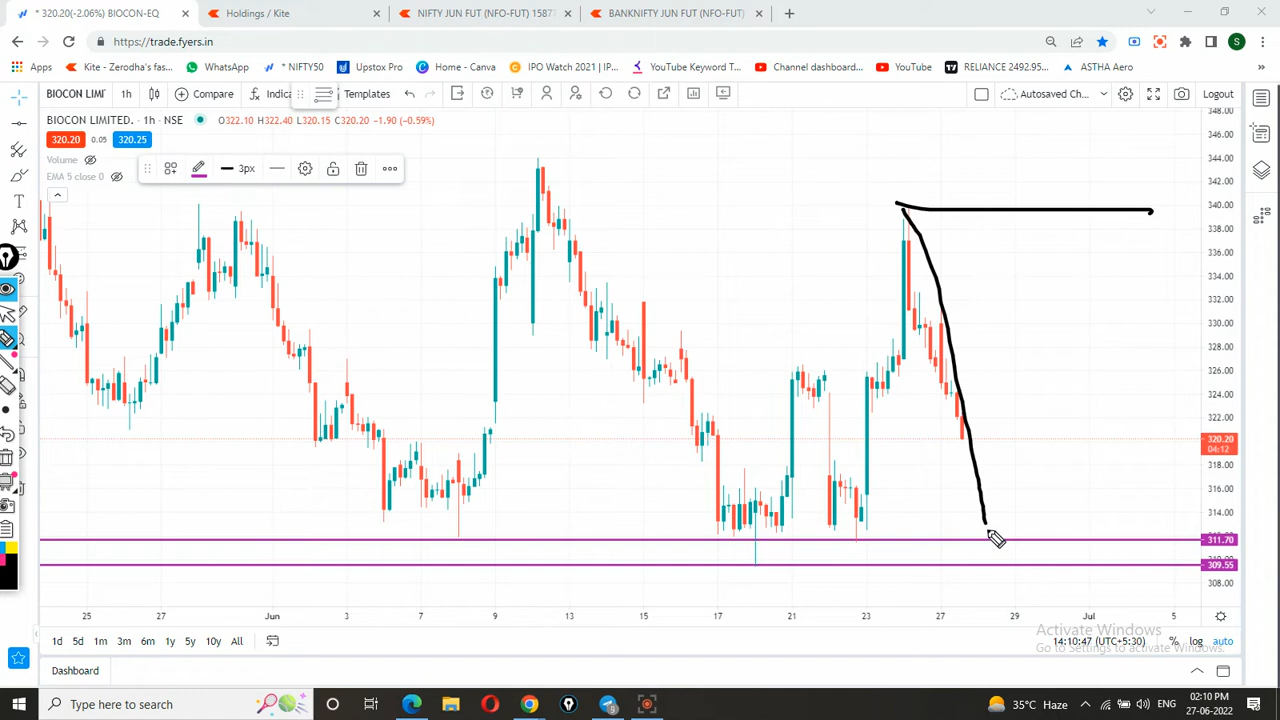 * 320.20(-2.06%) BIOCON-EQ
Holdings / Kite
NIFTY JUN FUT (NFO-FUT) 1587
BANKNIFTY JUN FUT (NFO-FUT)
https://trade.fyers.in
S
Apps
Kite - Zerodha's fas...
WhatsApp
* NIFTY50
Upstox Pro
Home - Canva
IPO Watch 2021 | IP...
YouTube Keyword T...
Channel dashboard...
YouTube
RELIANCE 2492.95...
ASTHA Aero
BIOCON LIMIT
1h
Compare
Indic
Templates
Autosaved Ch...
Logout
BIOCON LIMITED. · 1h · NSE
O322.10 H322.40 L320.15 C320.20 −1.90 (−0.59%)
320.20
0.05
320.25
Volume
EMA 5 close 0
3px
348.00
346.00
344.00
342.00
340.00
338.00
336.00
334.00
332.00
330.00
328.00
326.00
324.00
322.00
320.20
04:12
318.00
316.00
314.00
311.70
309.55
308.00
25
27
Jun
3
7
9
13
15
17
21
23
27
29
Jul
5
1d
5d
1m
3m
6m
1y
5y
10y
All
14:10:47 (UTC+5:30)
%
log
auto
Activate Windows
Go to Settings to activate Windows.
Dashboard
Type here to search
35°C Haze
ENG
02:10 PM
27-06-2022